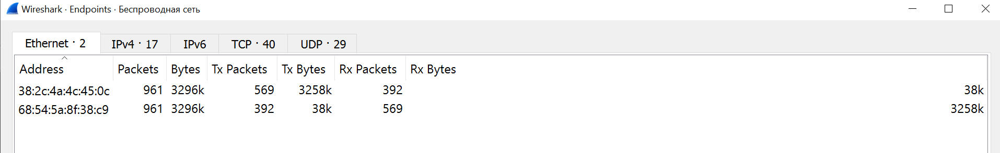 Wireshark · Endpoints · Беспроводная сеть
Ethernet · 2 IPv4 · 17 IPv6 TCP · 40 UDP · 29
Address Packets Bytes Tx Packets Tx Bytes Rx Packets Rx Bytes
38:2c:4a:4c:45:0c 961 3296k 569 3258k 392 38k
68:54:5a:8f:38:c9 961 3296k 392 38k 569 3258k